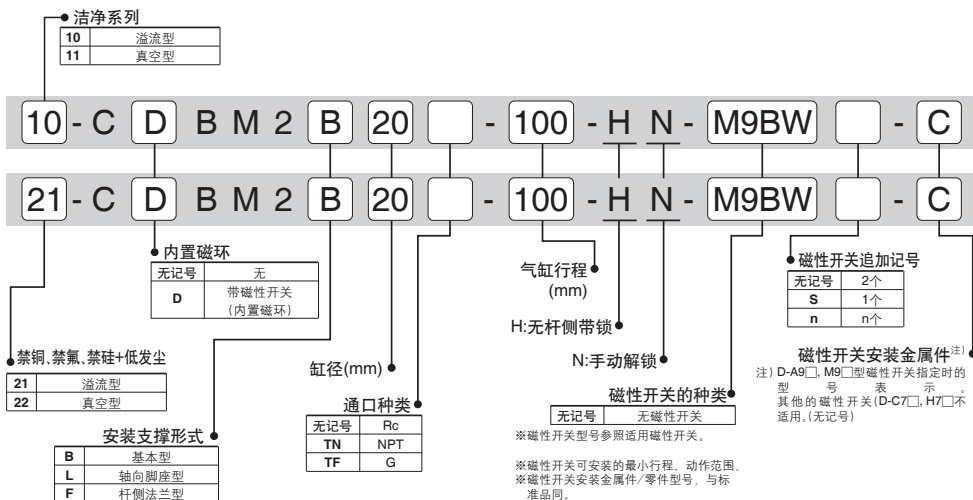 洁净系列
10 溢流型
11 真空型
10 - C D B M 2 B 20 - 100 - H N - M9BW - C
21 - C D B M 2 B 20 - 100 - H N - M9BW - C
内置磁环
无记号 无
D 带磁性开关
(内置磁环)
禁铜、禁氟、禁硅+低发尘
21 溢流型
22 真空型
安装支撑形式
B 基本型
L 轴向脚座型
F 杆侧法兰型
缸径(mm)
通口种类
无记号 Rc
TN NPT
TF G
气缸行程
(mm)
H:无杆侧带锁
N:手动解锁
磁性开关的种类
无记号 无磁性开关
※磁性开关型号参照适用磁性开关。
※磁性开关可安装的最小行程、动作范围、
※磁性开关安装金属件/零件型号，与标
准品同。
磁性开关追加记号
无记号 2个
S 1个
n n个
磁性开关安装金属件注)
注) D-A9□, M9□型磁性开关指定时的
型号表示。
其他的磁性开关(D-C7□, H7□不
适用。(无记号)